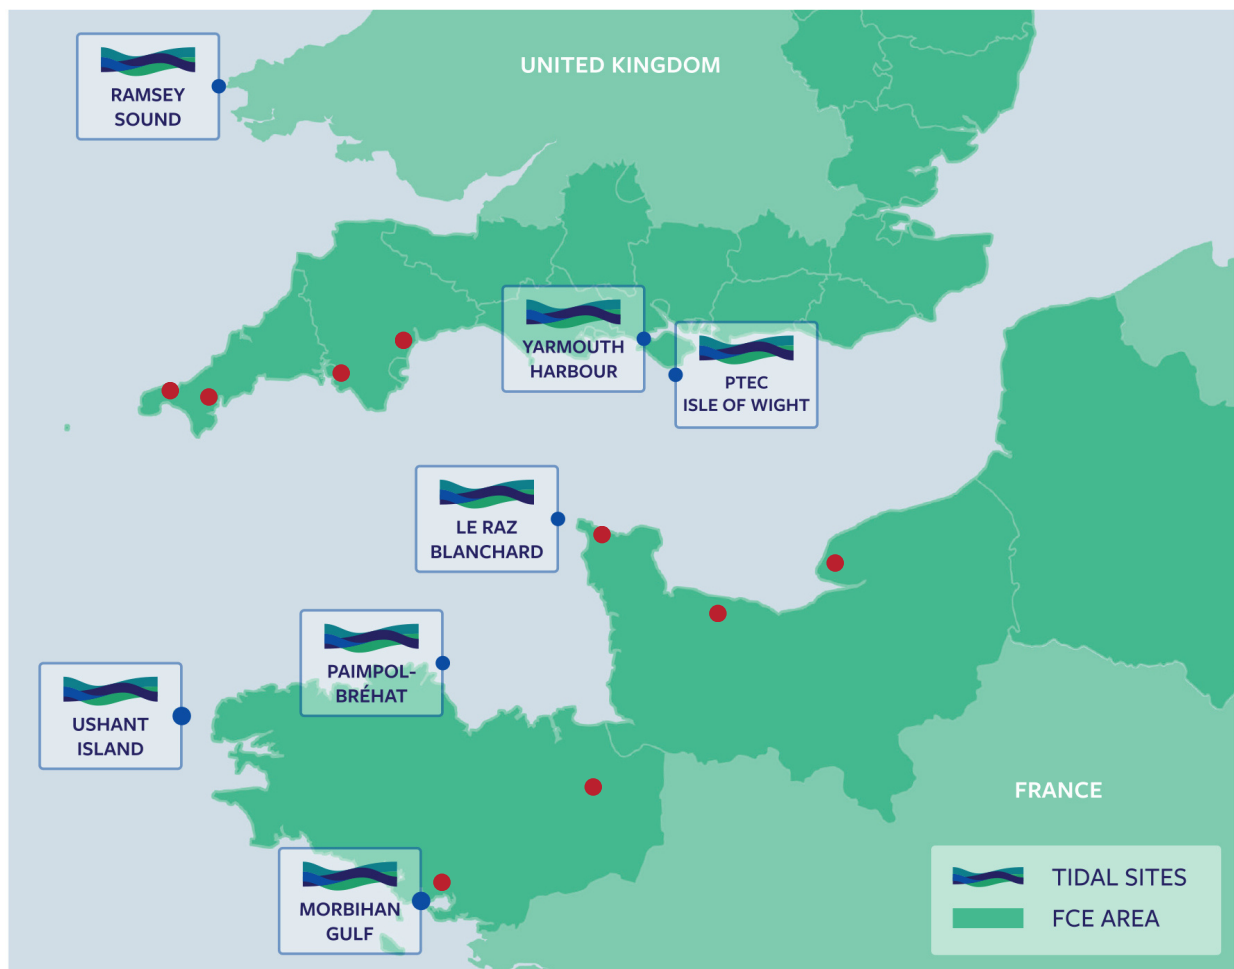 RAMSEY
SOUND
UNITED KINGDOM
YARMOUTH
HARBOUR
PTEC
ISLE OF WIGHT
LE RAZ
BLANCHARD
PAIMPOL-
BRÉHAT
USHANT
ISLAND
FRANCE
MORBIHAN
GULF
TIDAL SITES
FCE AREA